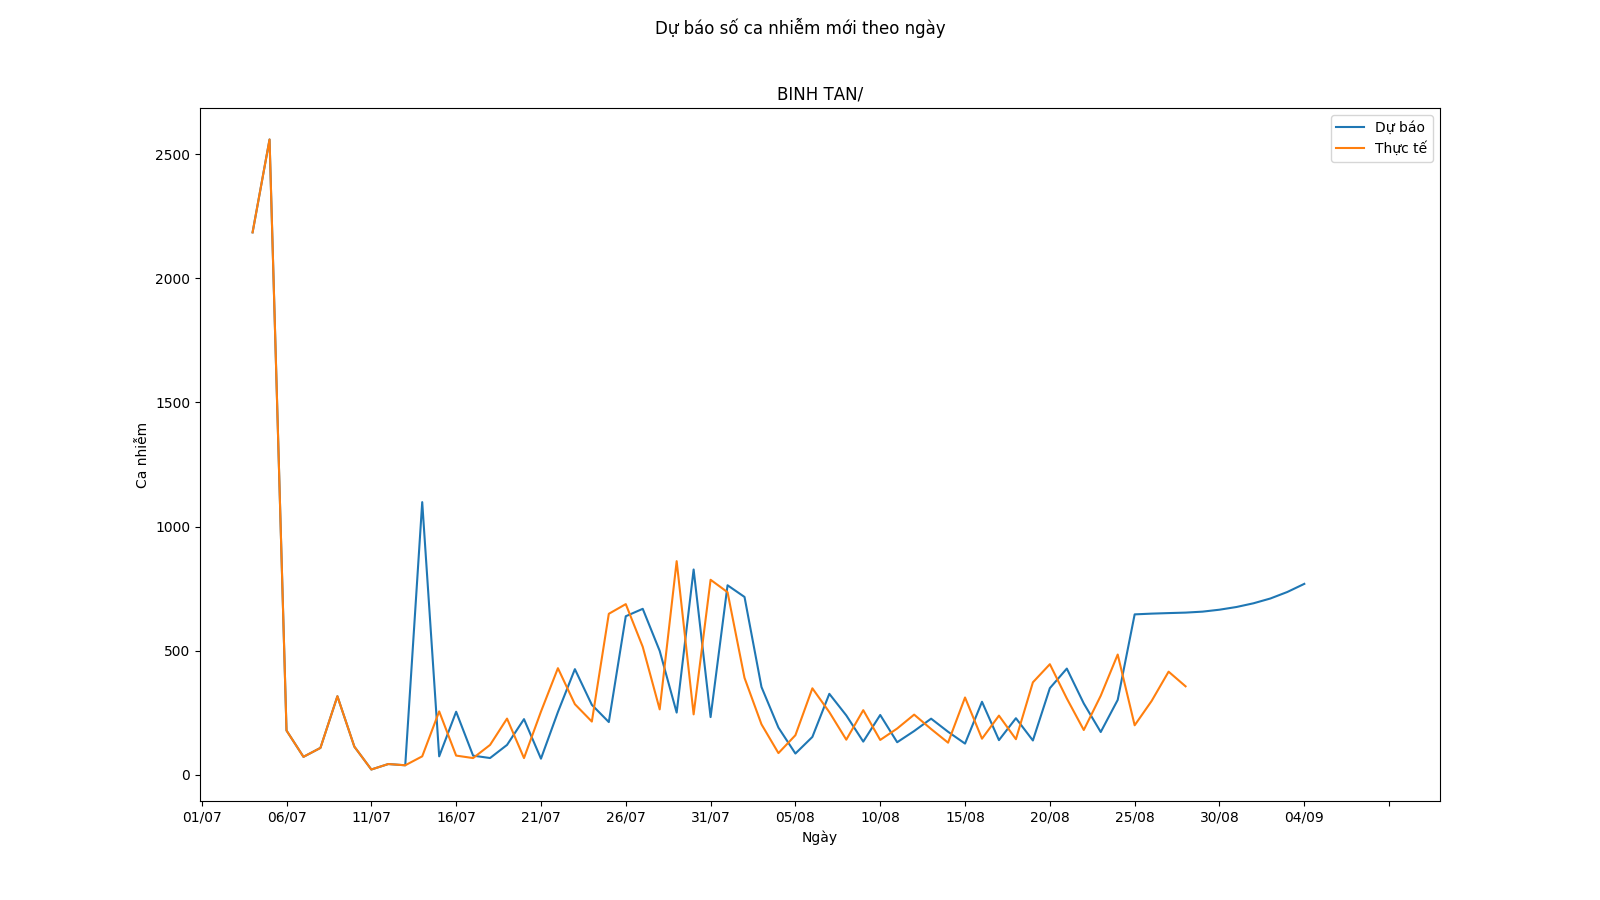 Dự báo số ca nhiễm mới theo ngày
BINH TAN/
Dự báo
Thực tế
Ca nhiễm
2500
2000
1500
1000
500
0
01/07 06/07 11/07 16/07 21/07 26/07 31/07 05/08 10/08 15/08 20/08 25/08 30/08 04/09
Ngày